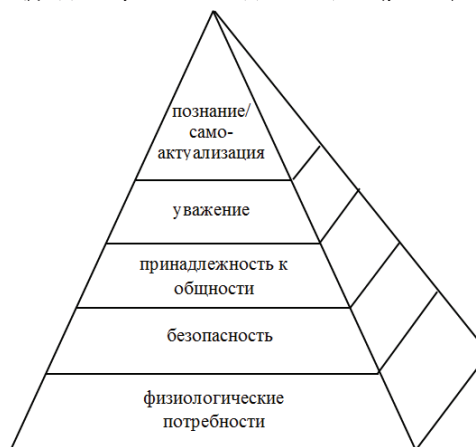 познание/
само-
актуализация
уважение
принадлежность к
общности
безопасность
физиологические
потребности